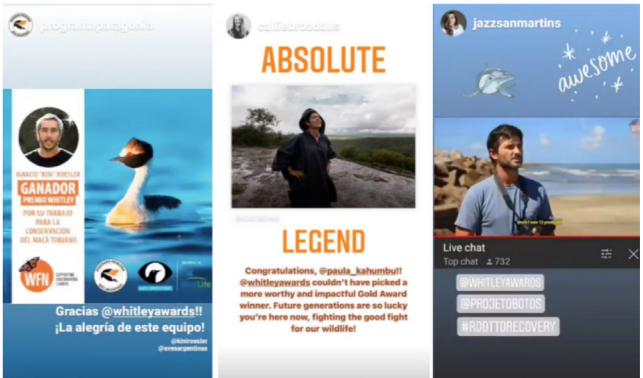 programapatagonia
IGNACIO "KINI" ROESLER
GANADOR
PREMIO WHITLEY
POR SU TRABAJO
PARA LA
CONSERVACIÓN
DEL MACÁ TOBIANO
WFN
Gracias @whitleyawards!!
¡La alegría de este equipo!
@kiniroesler
@avesargentinas
calliebroaddus
ABSOLUTE
LEGEND
Congratulations, @paula_kahumbu!!
@whitleyawards couldn't have picked a
more worthy and impactful Gold Award
winner. Future generations are so lucky
you're here now, fighting the good fight
for our wildlife!
jazzsanmartins
awesome
Live chat
Top chat 732
@WHITLEYAWARDS
@PROJETOBOTOS
#ROOTTORECOVERY